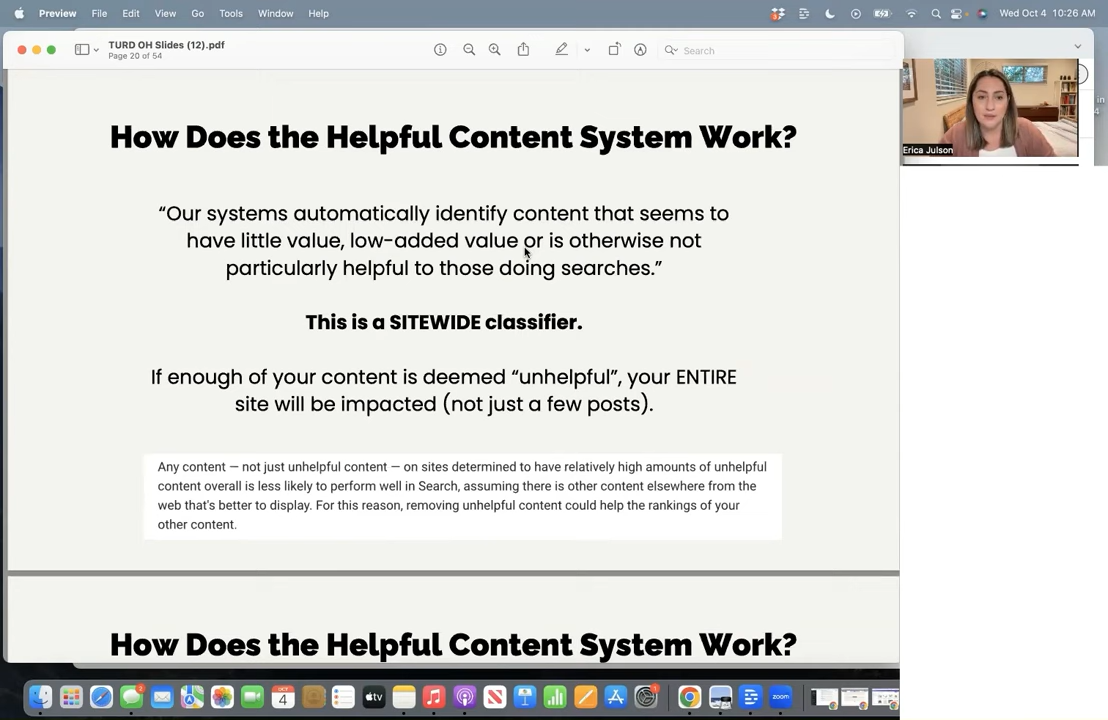 Preview File Edit View Go Tools Window Help
Wed Oct 4 10:26 AM
TURD OH Slides (12).pdf
Page 20 of 54
Search
How Does the Helpful Content System Work?
“Our systems automatically identify content that seems to
have little value, low-added value or is otherwise not
particularly helpful to those doing searches.”
This is a SITEWIDE classifier.
If enough of your content is deemed “unhelpful”, your ENTIRE
site will be impacted (not just a few posts).
Any content — not just unhelpful content — on sites determined to have relatively high amounts of unhelpful
content overall is less likely to perform well in Search, assuming there is other content elsewhere from the
web that's better to display. For this reason, removing unhelpful content could help the rankings of your
other content.
How Does the Helpful Content System Work?
Erica Julson
in
4
OCT
4
tv
zoom